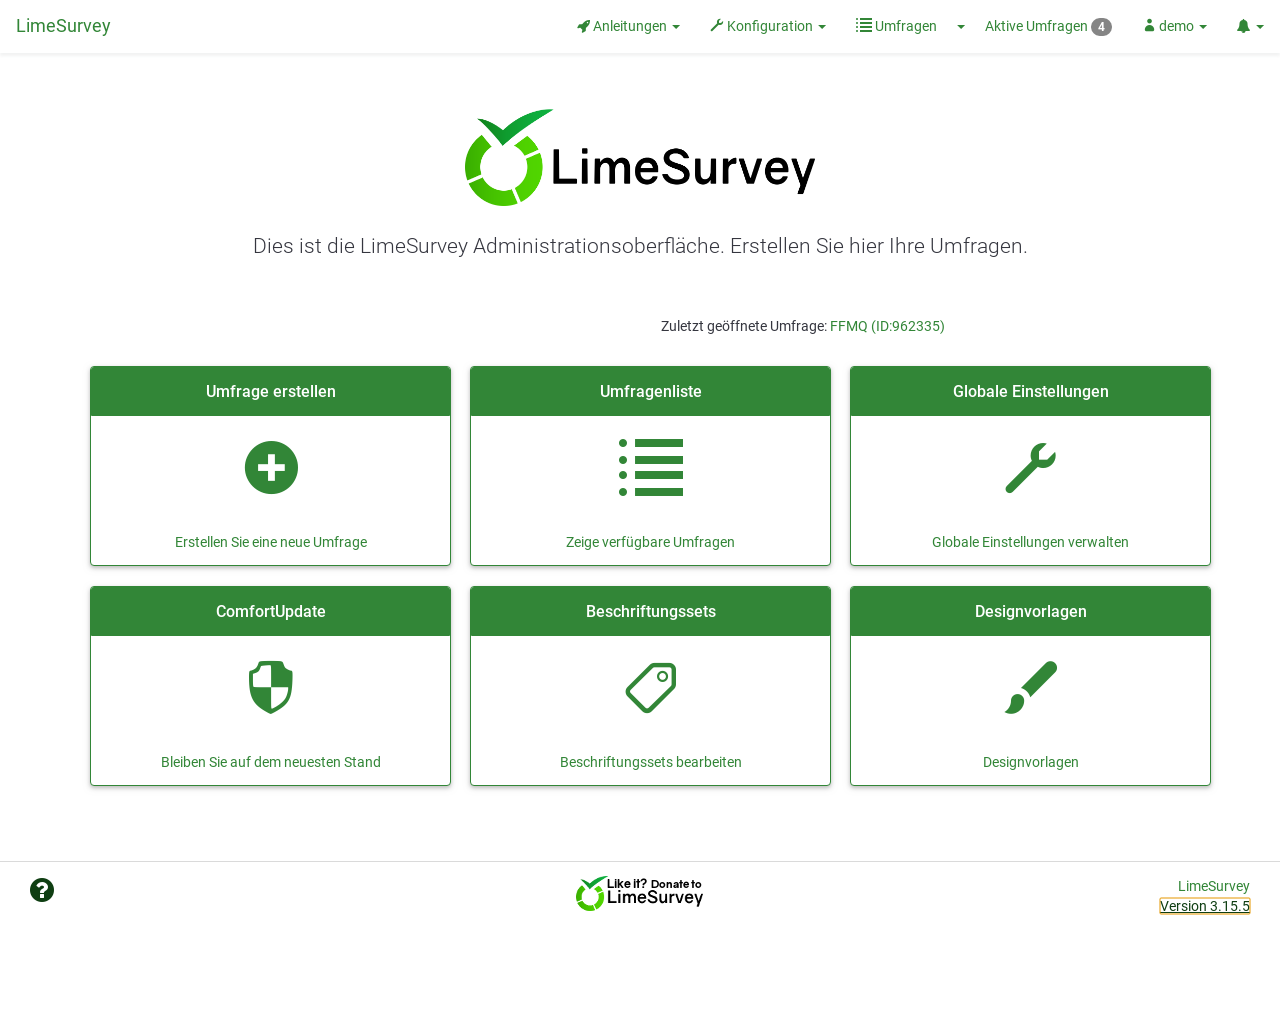 LimeSurvey
Anleitungen
Konfiguration
Umfragen
Aktive Umfragen 4
demo
LimeSurvey
Dies ist die LimeSurvey Administrationsoberfläche. Erstellen Sie hier Ihre Umfragen.
Zuletzt geöffnete Umfrage: FFMQ (ID:962335)
Umfrage erstellen
Erstellen Sie eine neue Umfrage
Umfragenliste
Zeige verfügbare Umfragen
Globale Einstellungen
Globale Einstellungen verwalten
ComfortUpdate
Bleiben Sie auf dem neuesten Stand
Beschriftungssets
Beschriftungssets bearbeiten
Designvorlagen
Designvorlagen
Like it? Donate to
LimeSurvey
LimeSurvey
Version 3.15.5